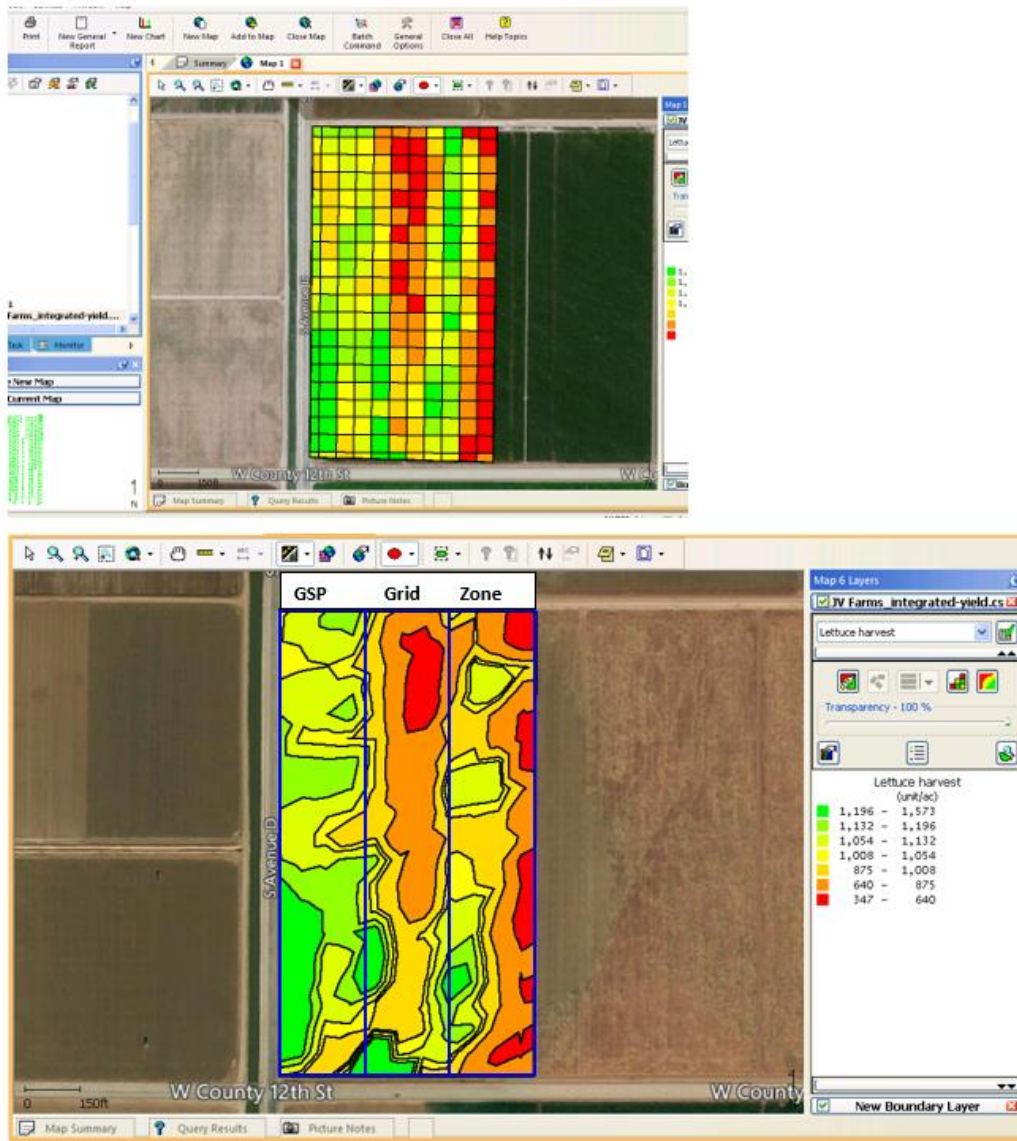 Print
New General Report
New Chart
New Map
Add to Map
Close Map
Batch Command
General Options
Close All
Help Topics
Summary
Map 1
S Avenue D
Farms_integrated-yield....
Monitor
New Map
Current Map
N
0 150ft
W County 12th St
W Co
Map Summary
Query Results
Picture Notes
GSP Grid Zone
S Avenue D
W County 12th St
W County
0 150ft
Map Summary
Query Results
Picture Notes
Map 6 Layers
JV Farms_integrated-yield.cs
Lettuce harvest
Transparency - 100 %
Lettuce harvest
(unit/ac)
1,196 - 1,573
1,132 - 1,196
1,054 - 1,132
1,008 - 1,054
875 - 1,008
640 - 875
347 - 640
New Boundary Layer